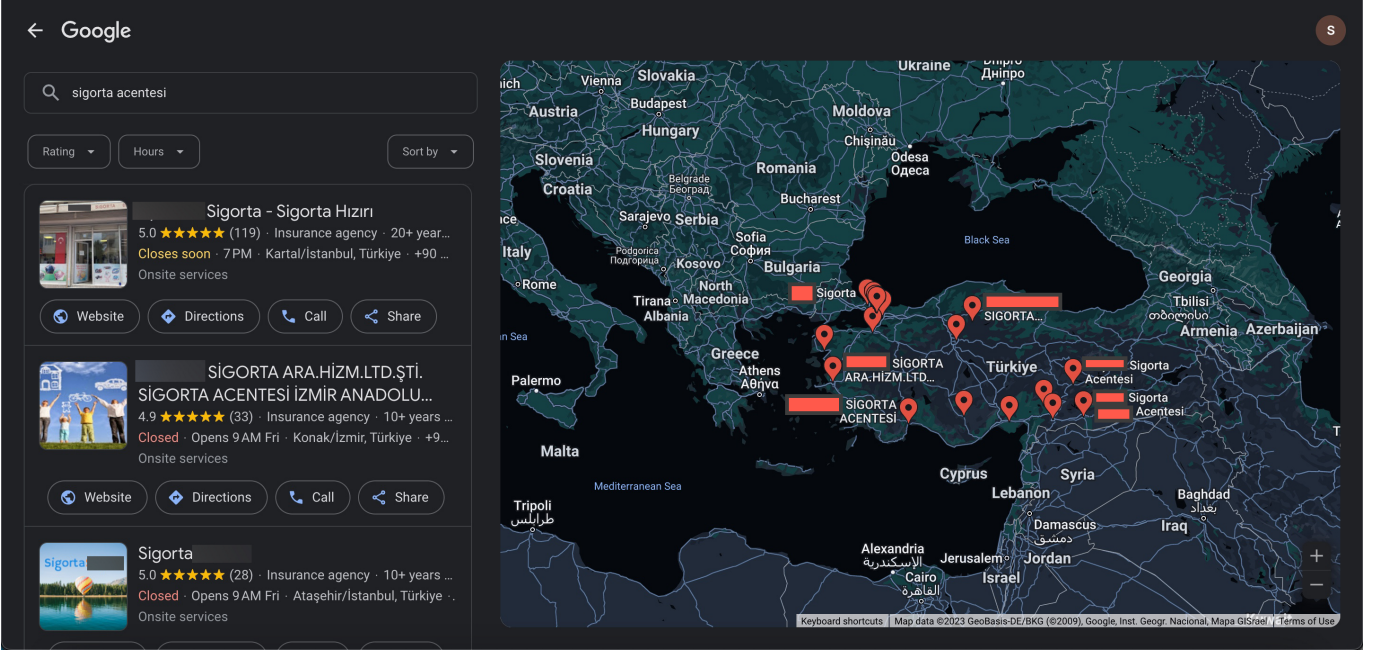 Google
S
sigorta acentesi
Rating
Hours
Sort by
Sigorta - Sigorta Hızırı
5.0 (119) · Insurance agency · 20+ year...
Closes soon · 7 PM · Kartal/İstanbul, Türkiye · +90 ...
Onsite services
Website
Directions
Call
Share
SİGORTA ARA.HİZM.LTD.ŞTİ.
SİGORTA ACENTESİ İZMİR ANADOLU...
4.9 (33) · Insurance agency · 10+ years ...
Closed · Opens 9 AM Fri · Konak/İzmir, Türkiye · +9...
Onsite services
Website
Directions
Call
Share
Sigorta
Sigorta
5.0 (28) · Insurance agency · 10+ years ...
Closed · Opens 9 AM Fri · Ataşehir/İstanbul, Türkiye ·.
Onsite services
Ukraine
Дніпро
Vienna
Slovakia
Austria
Budapest
Hungary
Moldova
Chișinău
Odesa
Одеса
Slovenia
Croatia
Romania
Belgrade
Београд
Bucharest
Sarajevo
Serbia
Sofia
София
Italy
Podgorica
Подгорица
Kosovo
Bulgaria
Black Sea
Rome
North
Macedonia
Tirana
Albania
Sigorta
SİGORTA...
Georgia
Tbilisi
თბილისი
Armenia
Azerbaijan
Greece
Athens
Αθήνα
SİGORTA
ARA.HİZM.LTD...
Türkiye
Sigorta
Acentesi
Palermo
SİGORTA
ACENTESİ
Sigorta
Acentesi
Malta
Cyprus
Syria
Mediterranean Sea
Lebanon
Baghdad
بغداد
Tripoli
طرابلس
Damascus
دمشق
Iraq
Alexandria
الإسكندرية
Jerusalem
Jordan
Cairo
القاهرة
Israel
Keyboard shortcuts
Map data ©2023 GeoBasis-DE/BKG (©2009), Google, Inst. Geogr. Nacional, Mapa GISrael
Terms of Use